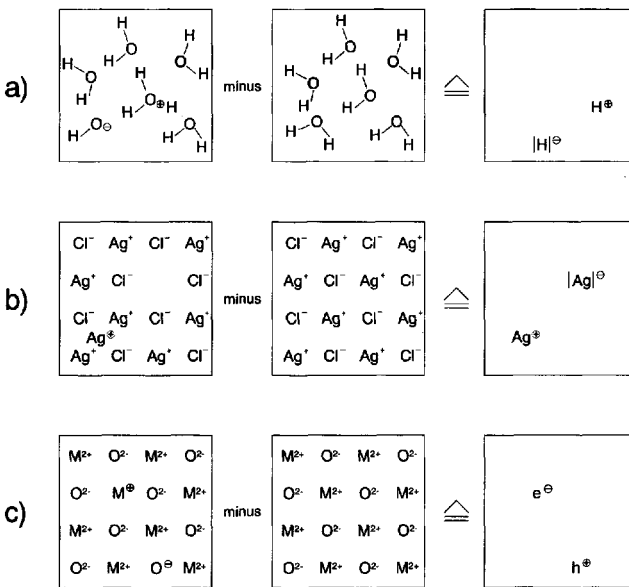 a)
H
O
H
H
O
H
H
O
H
H
O⊕ H
H
H O⊖
O
H H
minus
H
O
H
H
O
H
H
O
H
H
O
H
O
H H
O
H H
≙
H⊕
|H|⊖
b)
Cl⁻ Ag⁺ Cl⁻ Ag⁺
Ag⁺ Cl⁻ Cl⁻
Cl⁻ Ag⁺ Cl⁻ Ag⁺
Ag⊕
Ag⁺ Cl⁻ Ag⁺ Cl⁻
minus
Cl⁻ Ag⁺ Cl⁻ Ag⁺
Ag⁺ Cl⁻ Ag⁺ Cl⁻
Cl⁻ Ag⁺ Cl⁻ Ag⁺
Ag⁺ Cl⁻ Ag⁺ Cl⁻
≙
|Ag|⊖
Ag⊕
c)
M²⁺ O²⁻ M²⁺ O²⁻
O²⁻ M⊕ O²⁻ M²⁺
M²⁺ O²⁻ M²⁺ O²⁻
O²⁻ M²⁺ O⊖ M²⁺
minus
M²⁺ O²⁻ M²⁺ O²⁻
O²⁻ M²⁺ O²⁻ M²⁺
M²⁺ O²⁻ M²⁺ O²⁻
O²⁻ M²⁺ O²⁻ M²⁺
≙
e⊖
h⊕